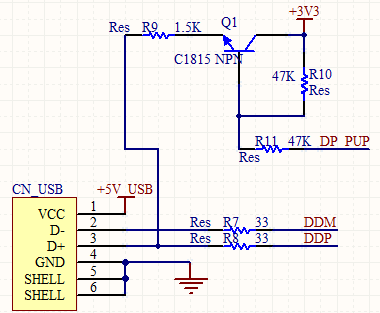 +3V3
Res R9 1.5K Q1
C1815 NPN
47K R10
Res
R11 47K DP_PUP
Res
CN_USB +5V_USB
VCC 1
D- 2 Res R7 33 DDM
D+ 3 Res R8 33 DDP
GND 4
SHELL 5
SHELL 6